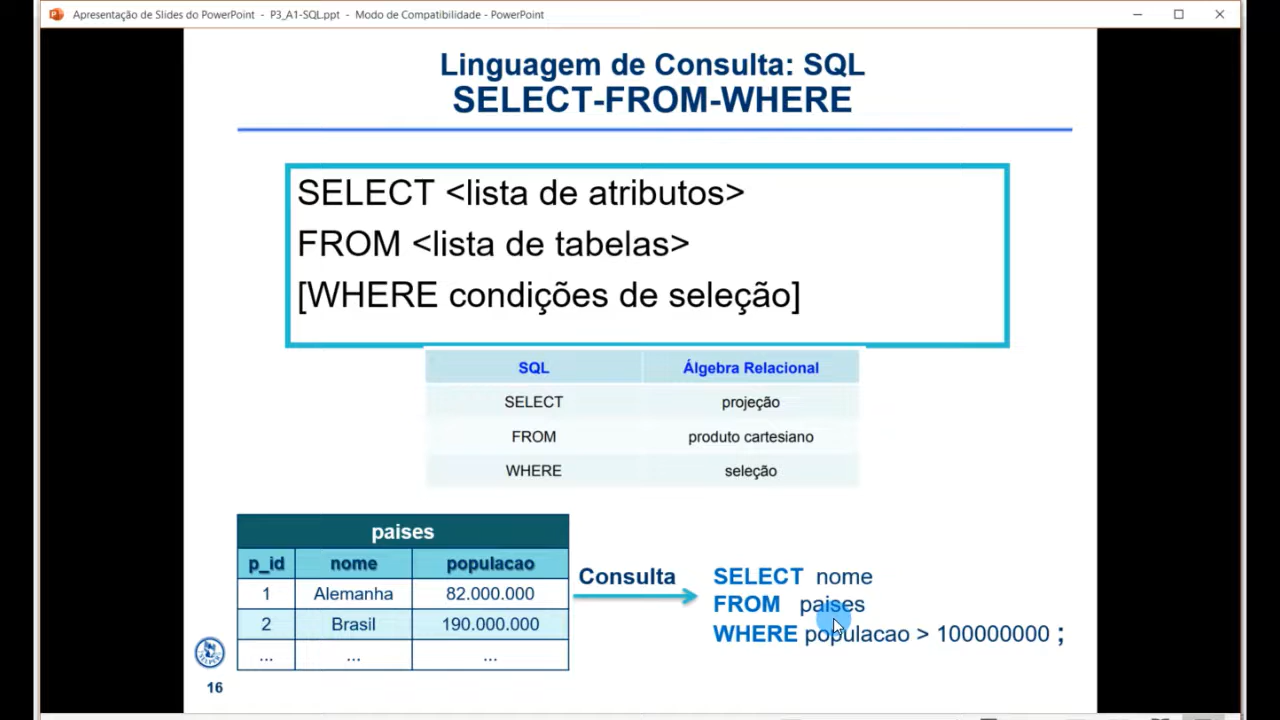 Apresentação de Slides do PowerPoint - P3_A1-SQL.ppt - Modo de Compatibilidade - PowerPoint
Linguagem de Consulta: SQL
SELECT-FROM-WHERE
SELECT <lista de atributos>
FROM <lista de tabelas>
[WHERE condições de seleção]
SQL Álgebra Relacional
SELECT projeção
FROM produto cartesiano
WHERE seleção
paises
p_id nome populacao
1 Alemanha 82.000.000
2 Brasil 190.000.000
... ... ...
Consulta
SELECT nome
FROM paises
WHERE populacao > 100000000 ;
16